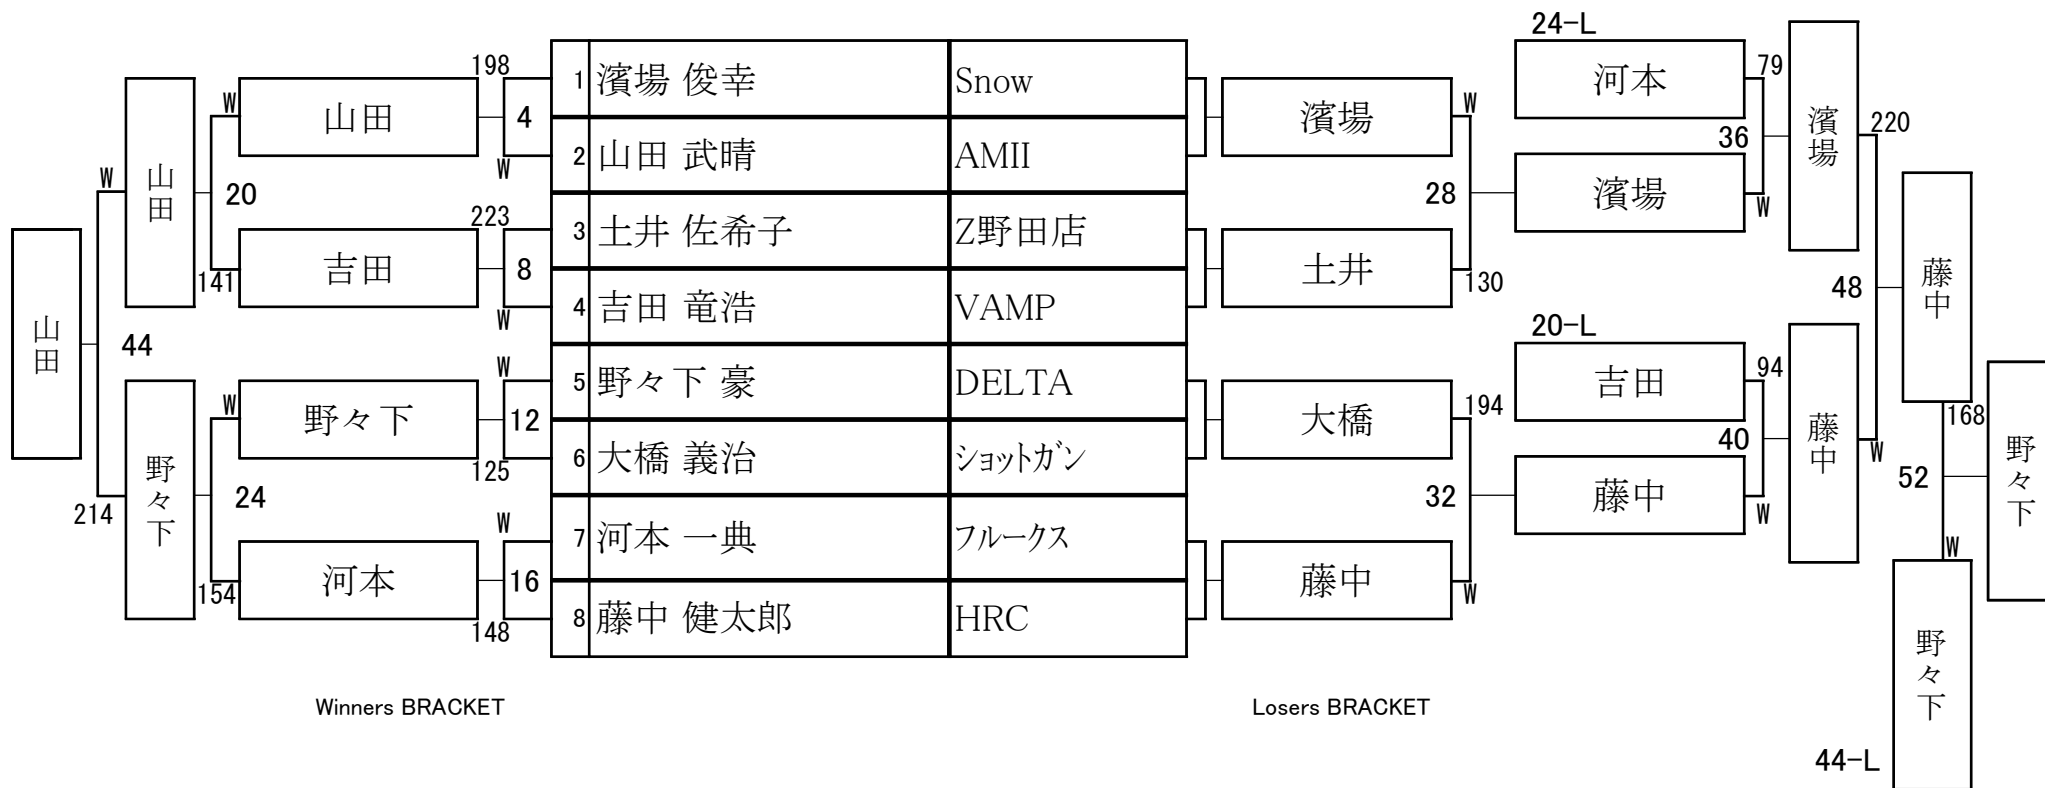 24-L
198
1 濱場 俊幸 Snow
河本 79
W 山田 4
濱場 W
濱場 220
2 山田 武晴 AMII
W
36
W 山田
20
28
濱場 W
223
3 土井 佐希子 Z野田店
141 吉田 8
土井 130
藤中
4 吉田 竜浩 VAMP
W
48
20-L
山田 44
W
5 野々下 豪 DELTA
吉田 94
W 野々下 12
大橋 194
168
藤中 W
40
125
6 大橋 義治 ショットガン
野々下
24
32
藤中 W
52
野々下
214
W
7 河本 一典 フルークス
W
154 河本 16
藤中 W
148
8 藤中 健太郎 HRC
野々下
Winners BRACKET
Losers BRACKET
44-L